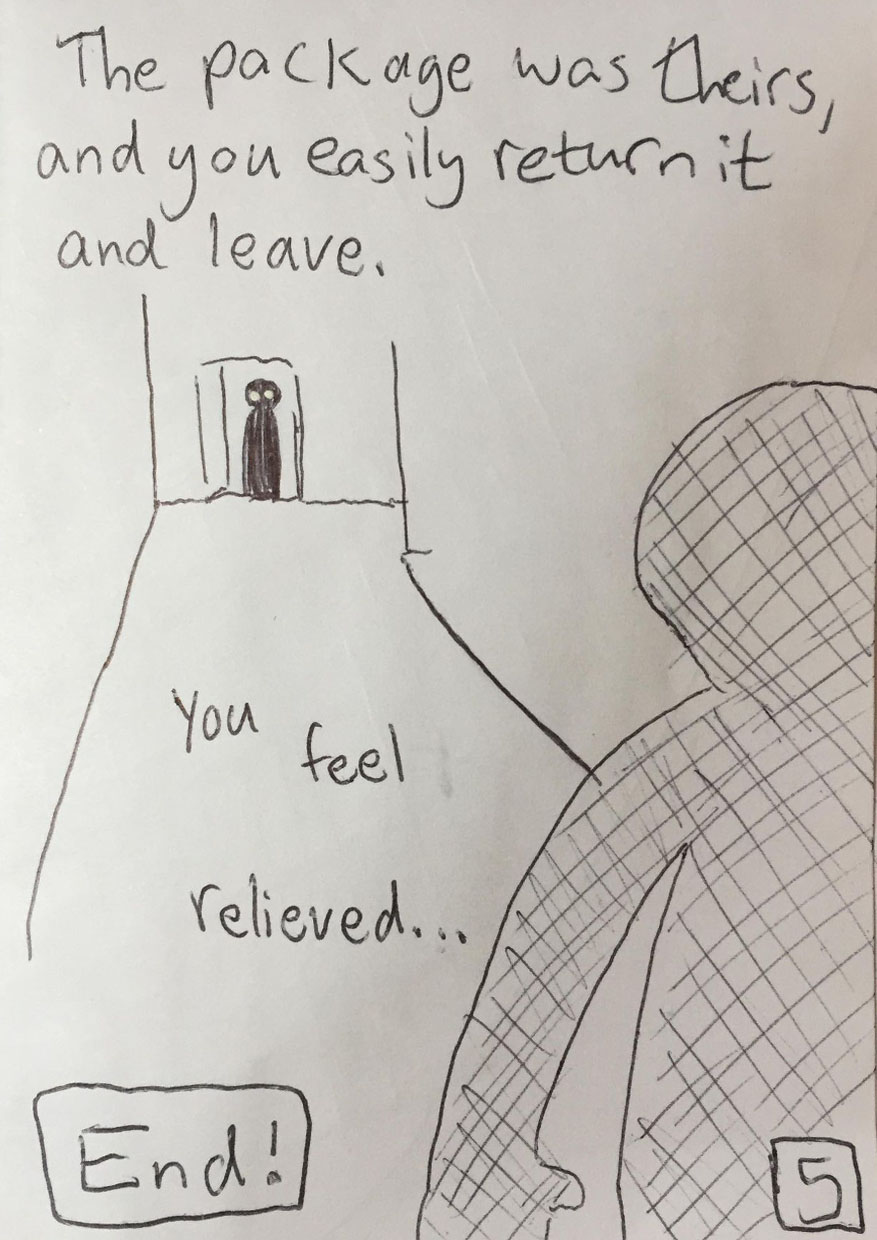 The package was theirs,
and you easily return it
and leave.
You
feel
relieved...
End!
5